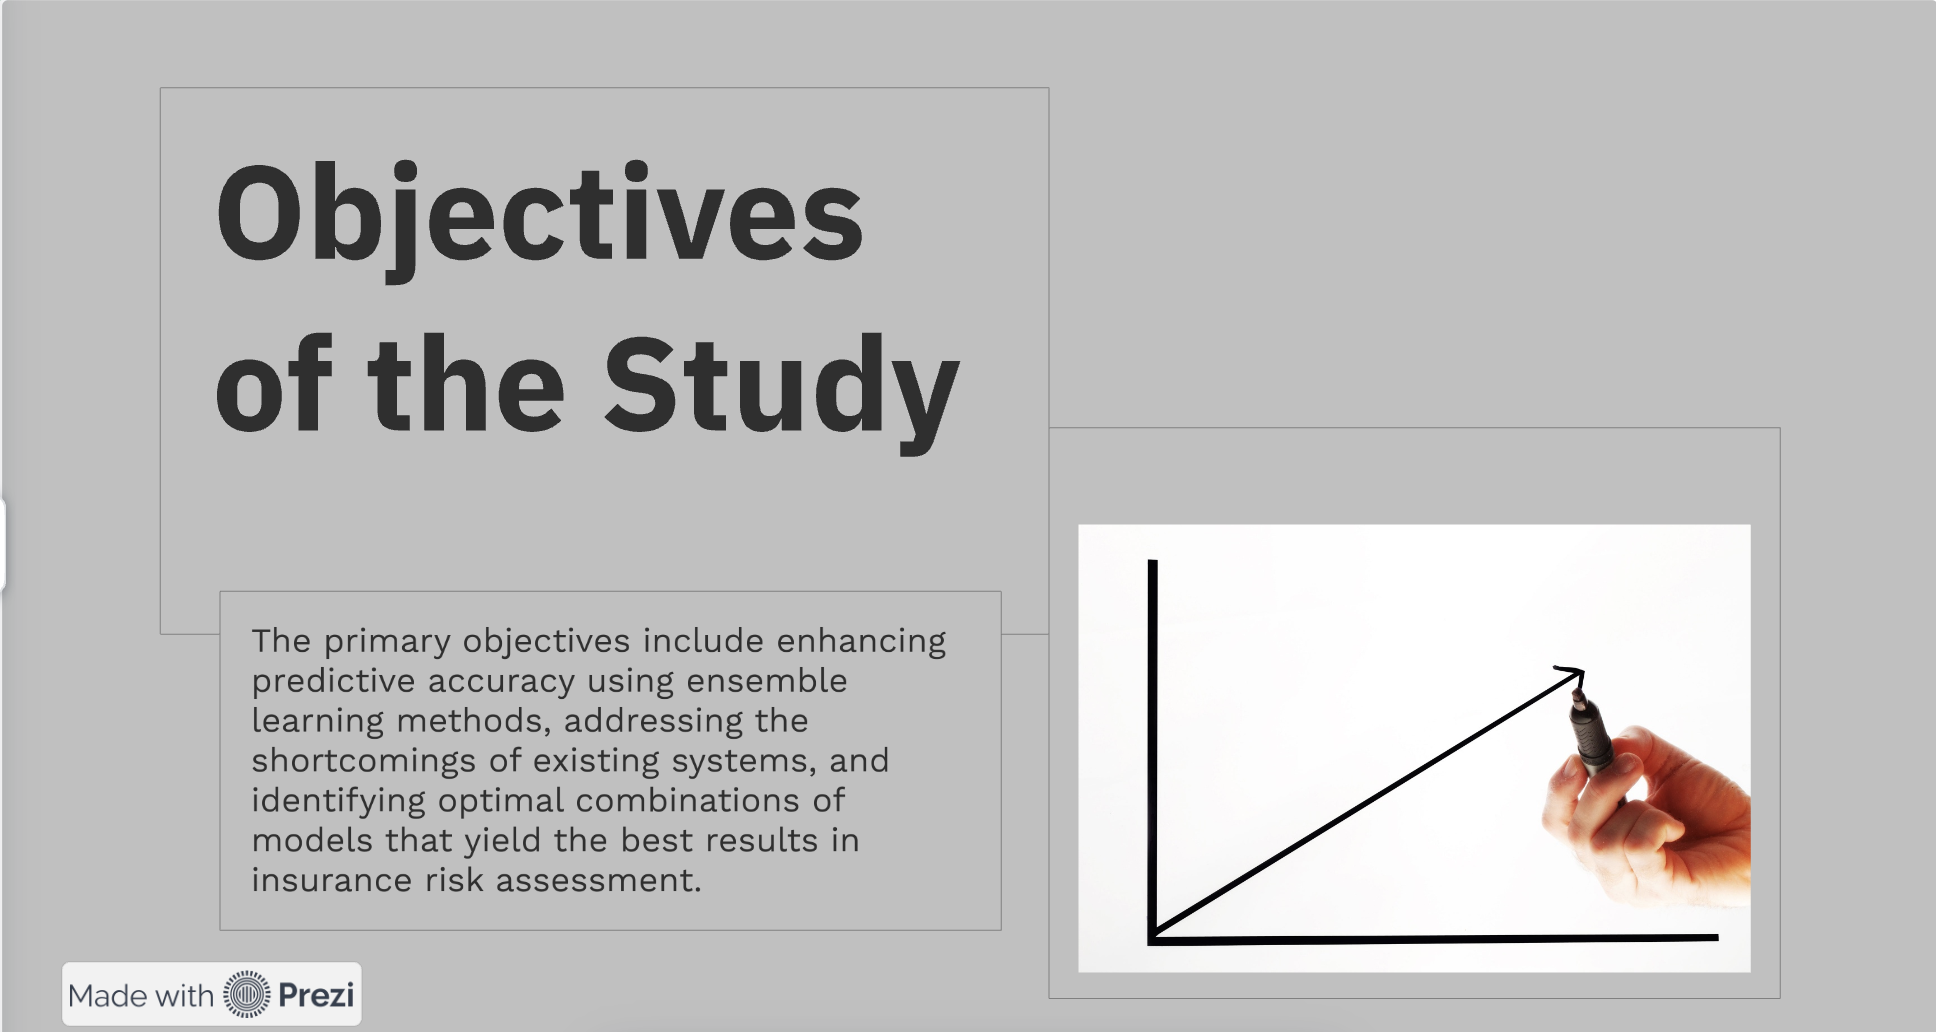 Objectives
of the Study
The primary objectives include enhancing
predictive accuracy using ensemble
learning methods, addressing the
shortcomings of existing systems, and
identifying optimal combinations of
models that yield the best results in
insurance risk assessment.
Made with Prezi